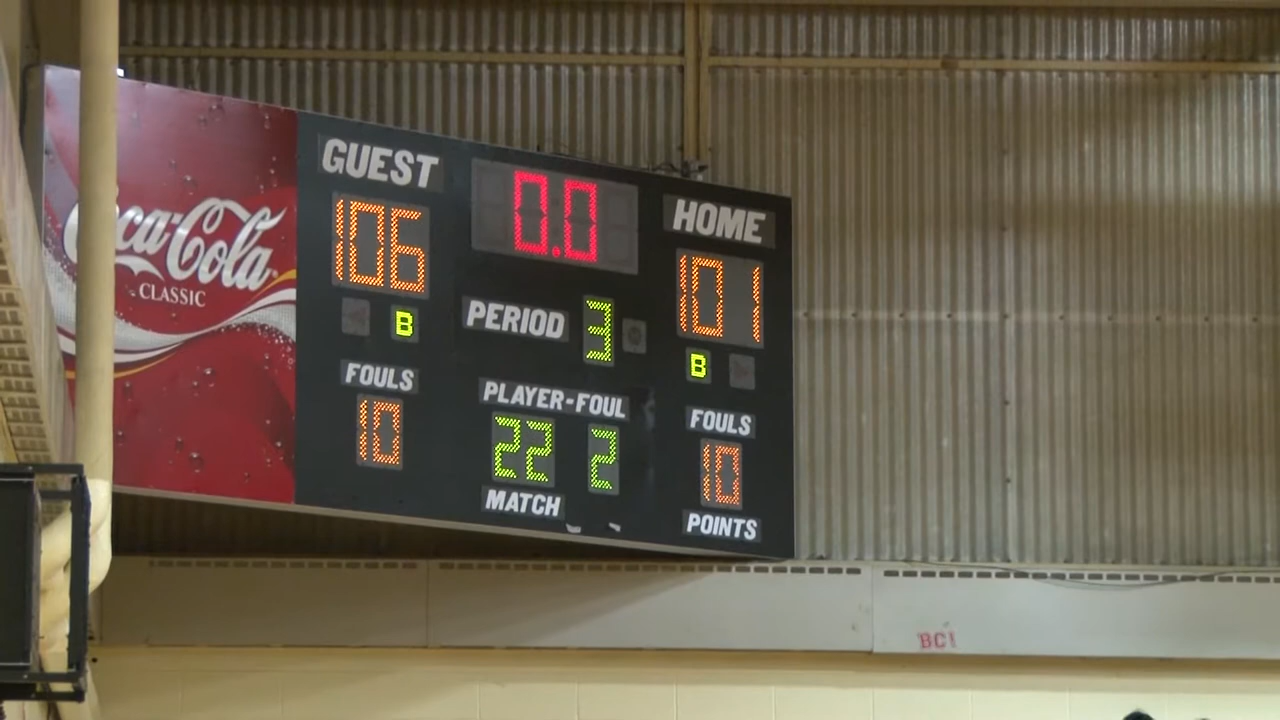 Coca-Cola
CLASSIC
GUEST
106
B
FOULS
10
0.0
PERIOD 3
PLAYER-FOUL
22 2
MATCH
HOME
101
B
FOULS
10
POINTS
BCI